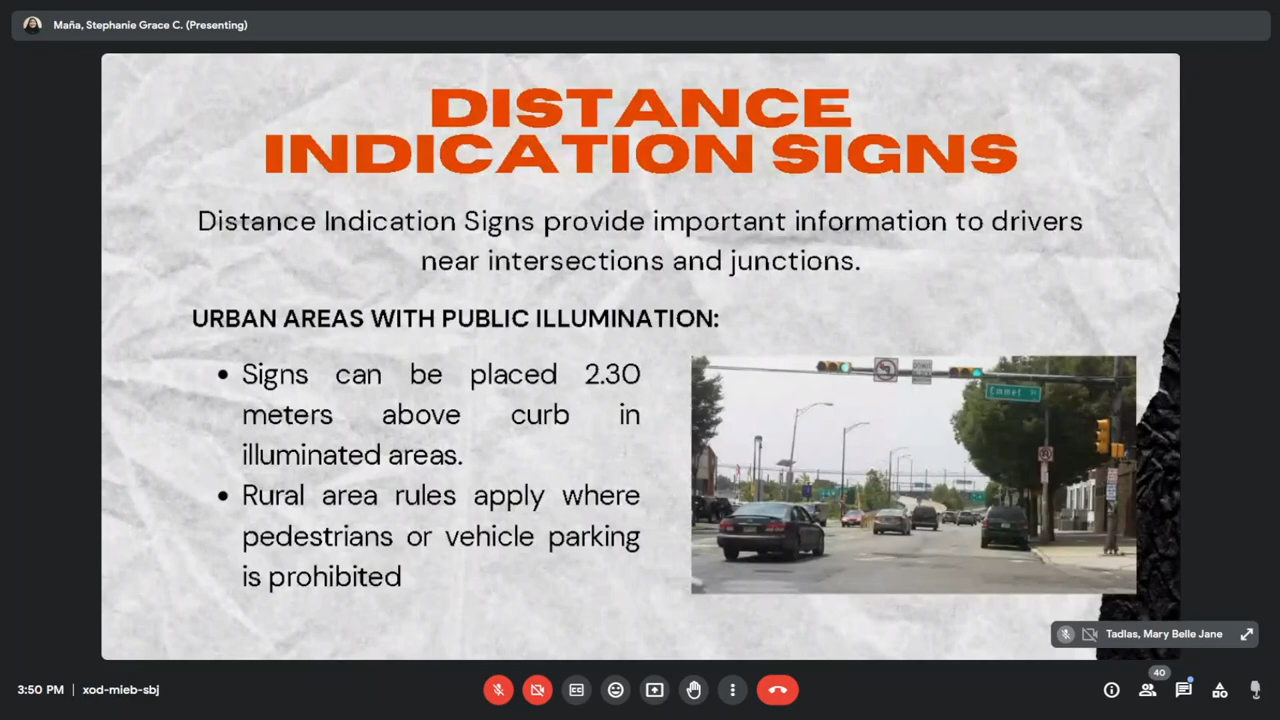 Maña, Stephanie Grace C. (Presenting)
DISTANCE
INDICATION SIGNS
Distance Indication Signs provide important information to drivers
near intersections and junctions.
URBAN AREAS WITH PUBLIC ILLUMINATION:
• Signs can be placed 2.30
meters above curb in
illuminated areas.
• Rural area rules apply where
pedestrians or vehicle parking
is prohibited
Emmet
Tadlas, Mary Belle Jane
3:50 PM | xod-mieb-sbj
40